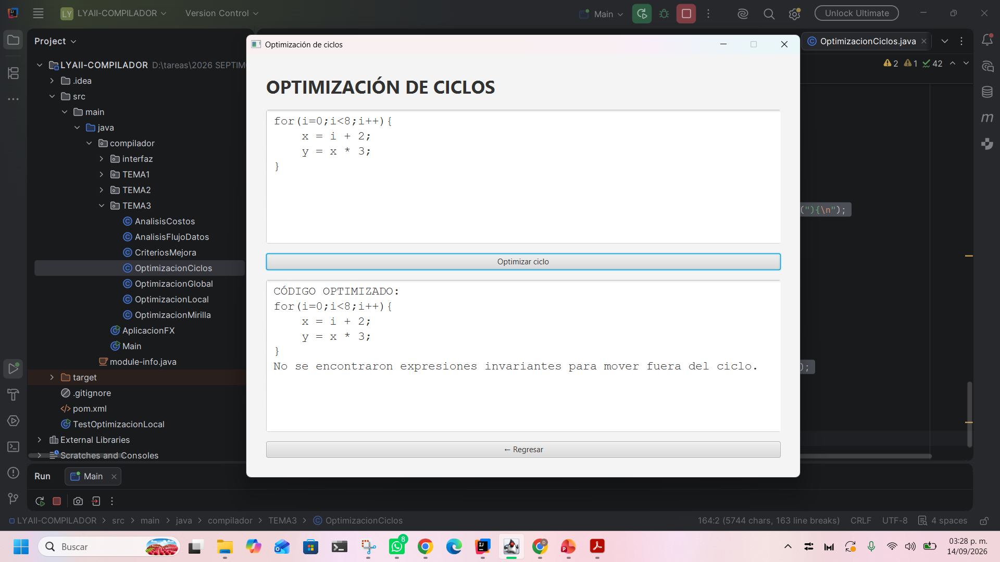 LY LYAII-COMPILADOR Version Control Main Unlock Ultimate
Project
LYAII-COMPILADOR D:\tareas\2026 SEPTIM
.idea
src
main
java
compilador
interfaz
TEMA1
TEMA2
TEMA3
AnalisisCostos
AnalisisFlujoDatos
CriteriosMejora
OptimizacionCiclos
OptimizacionGlobal
OptimizacionLocal
OptimizacionMirilla
AplicacionFX
Main
module-info.java
target
.gitignore
pom.xml
TestOptimizacionLocal
External Libraries
Scratches and Consoles
Optimización de ciclos
OPTIMIZACIÓN DE CICLOS
for(i=0;i<8;i++){
    x = i + 2;
    y = x * 3;
}
Optimizar ciclo
CÓDIGO OPTIMIZADO:
for(i=0;i<8;i++){
    x = i + 2;
    y = x * 3;
}
No se encontraron expresiones invariantes para mover fuera del ciclo.
← Regresar
OptimizacionCiclos.java
2 1 42
("){\n");
);
Run Main
LYAII-COMPILADOR > src > main > java > compilador > TEMA3 > OptimizacionCiclos 164:2 (5744 chars, 163 line breaks) CRLF UTF-8 4 spaces
Buscar
8
D
03:28 p. m.
14/09/2026